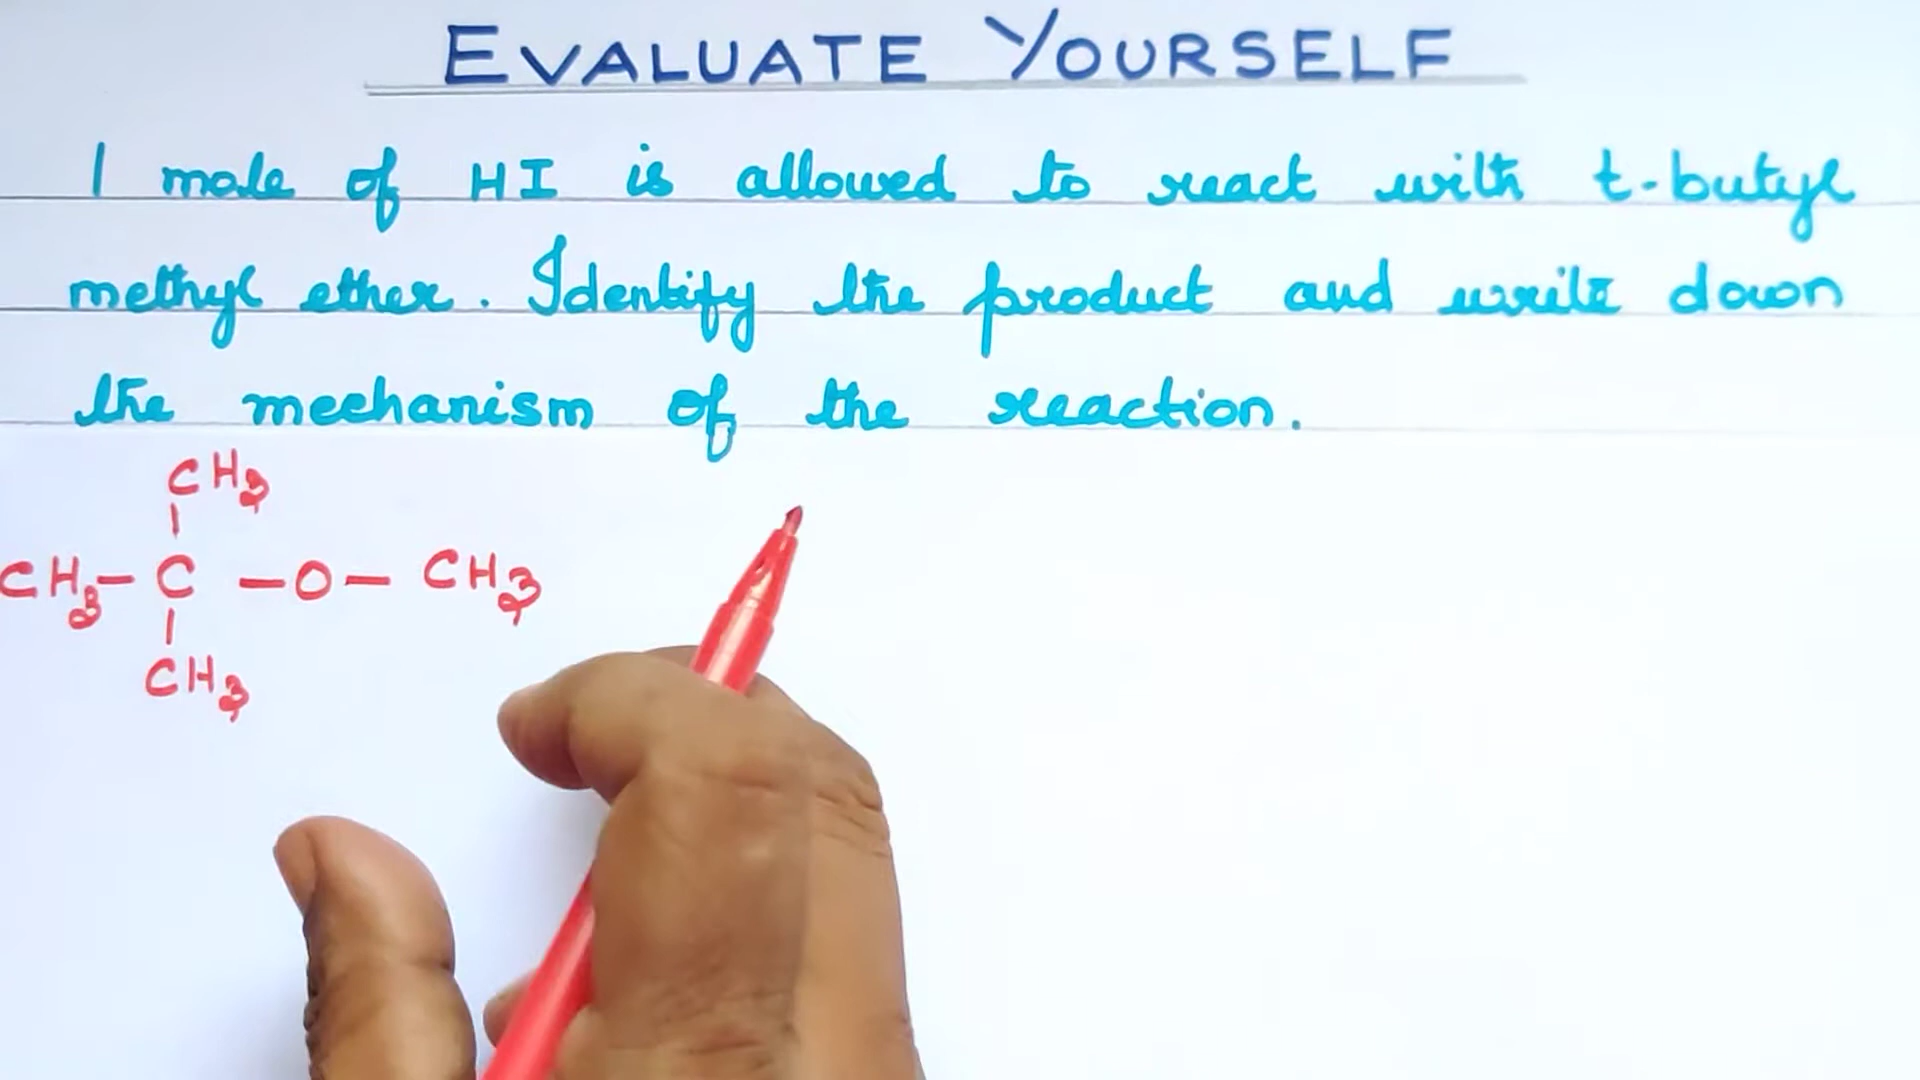 EVALUATE YOURSELF
1 mole of HI is allowed to react with t-butyl
methyl ether. Identify the product and write down
the mechanism of the reaction.
CH3
CH3 - C - O - CH3
CH3